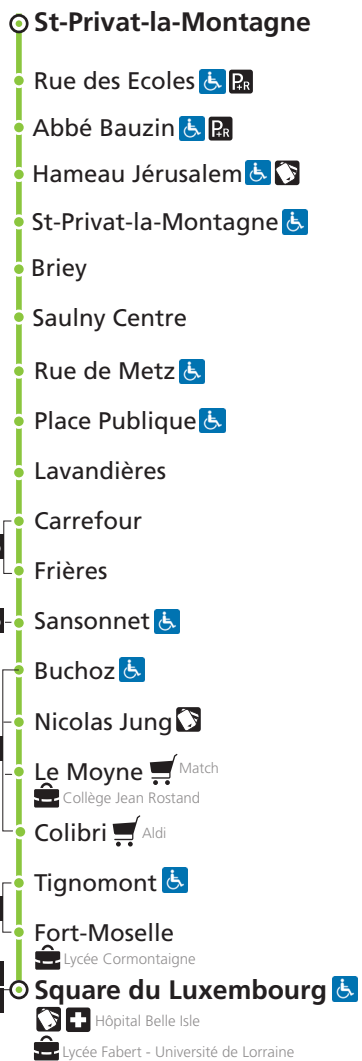 St-Privat-la-Montagne
Rue des Ecoles P+R
Abbé Bauzin P+R
Hameau Jérusalem
St-Privat-la-Montagne
Briey
Saulny Centre
Rue de Metz
Place Publique
Lavandières
Carrefour
Frières
Sansonnet
Buchoz
Nicolas Jung
Le Moyne Match
Collège Jean Rostand
Colibri Aldi
Tignomont
Fort-Moselle
Lycée Cormontaigne
Square du Luxembourg
Hôpital Belle Isle
Lycée Fabert - Université de Lorraine